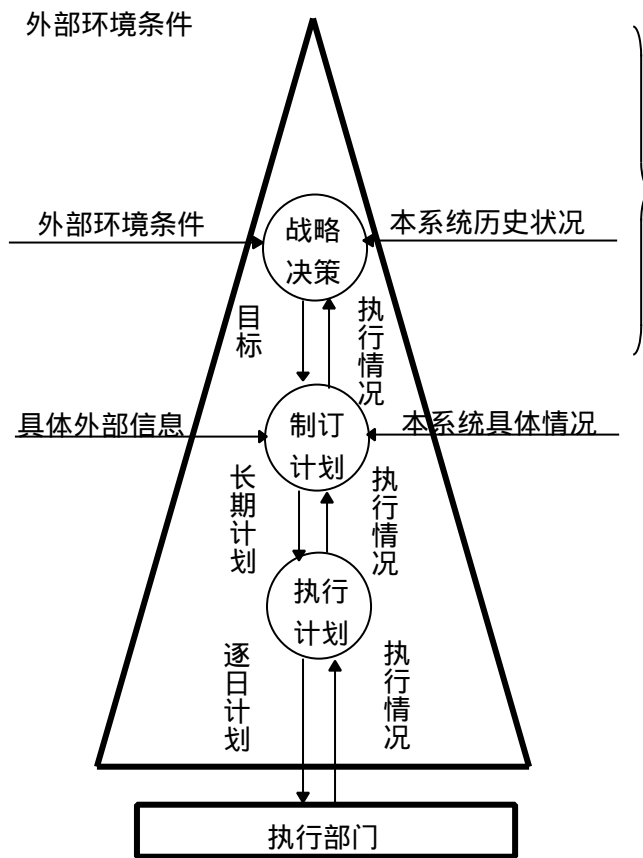 外部环境条件
外部环境条件
战略
决策
本系统历史状况
目标
执行情况
具体外部信息
制订
计划
本系统具体情况
长期计划
执行情况
执行
计划
逐日计划
执行情况
执行部门